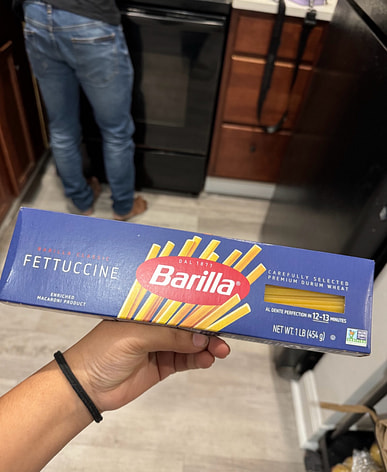 FETTUCCINE
ENRICHED
MACARONI PRODUCT
DAL 1877
Barilla
CAREFULLY SELECTED
PREMIUM DURUM WHEAT
AL DENTE PERFECTION IN 12-13 MINUTES
NET WT. 1 LB (454 g)